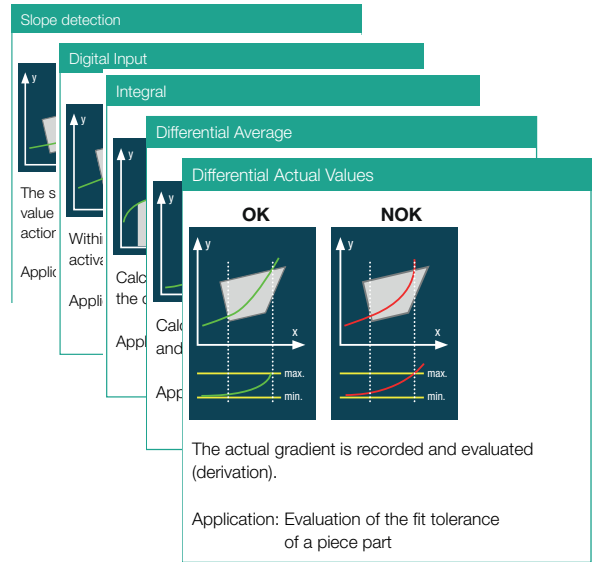 Slope detection
y
The s
value
action
Applic
Digital Input
y
Withi
activa
Appli
Integral
y
Calc
the c
Appl
Differential Average
y
Calc
and
App
Differential Actual Values
OK
NOK
y
x
max.
min.
y
x
max.
min.
The actual gradient is recorded and evaluated
(derivation).
Application: Evaluation of the fit tolerance
of a piece part